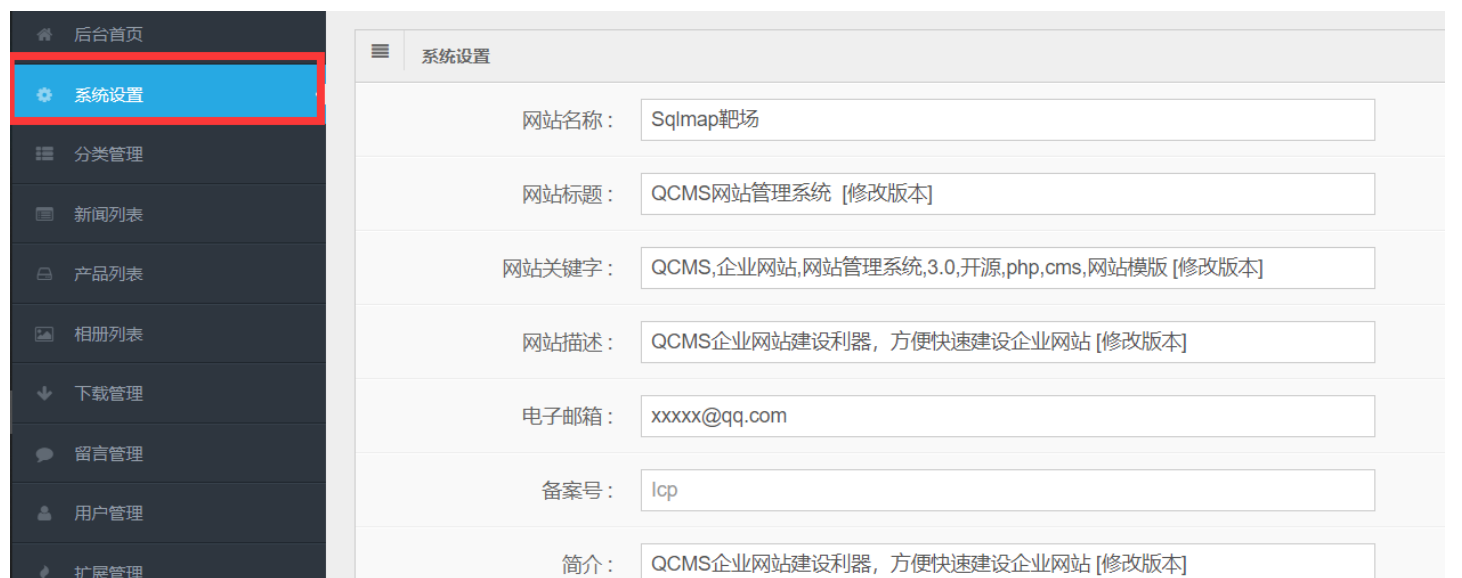 后台首页
系统设置
分类管理
新闻列表
产品列表
相册列表
下载管理
留言管理
用户管理
扩展管理
系统设置
网站名称： Sqlmap靶场
网站标题： QCMS网站管理系统 [修改版本]
网站关键字： QCMS,企业网站,网站管理系统,3.0,开源,php,cms,网站模版 [修改版本]
网站描述： QCMS企业网站建设利器，方便快速建设企业网站 [修改版本]
电子邮箱： xxxxx@qq.com
备案号： Icp
简介： QCMS企业网站建设利器，方便快速建设企业网站 [修改版本]